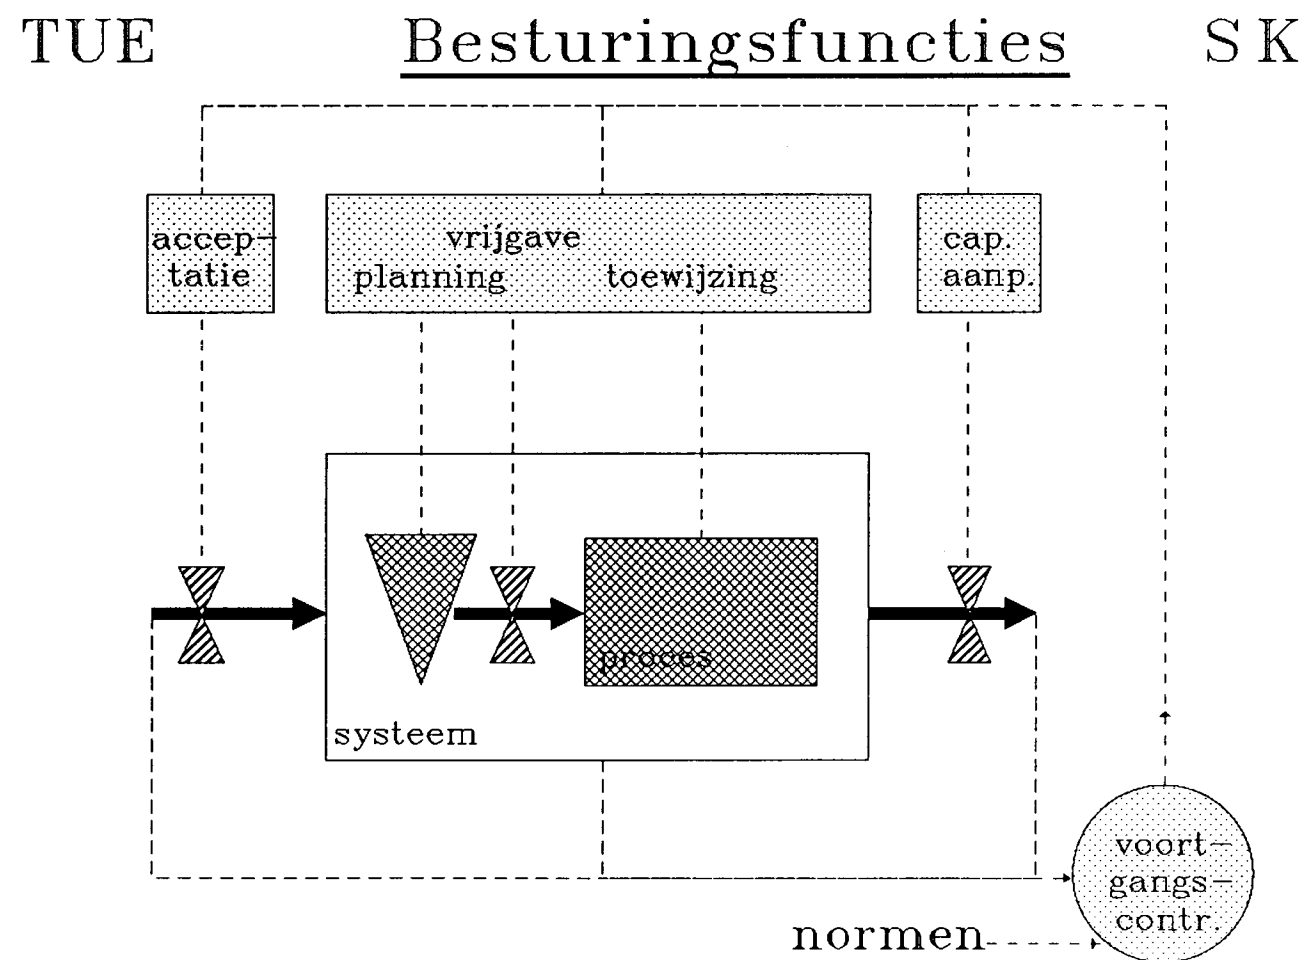 TUE Besturingsfuncties SK
accep-
tatie
vrijgave
planning toewijzing
cap.
aanp.
proces
systeem
voort-
gangs-
contr.
normen